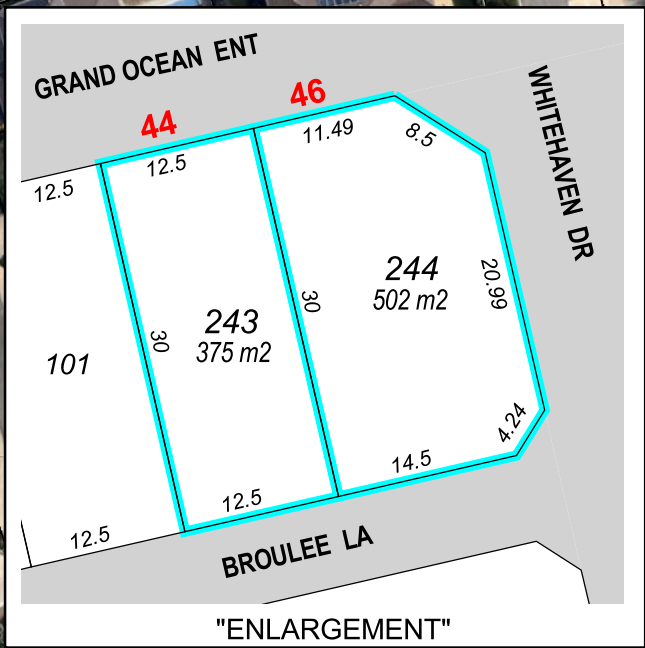 GRAND OCEAN ENT
WHITEHAVEN DR
44
46
12.5
12.5
11.49
8.5
244
502 m2
20.99
30
243
375 m2
30
101
4.24
14.5
12.5
12.5
BROULEE LA
"ENLARGEMENT"